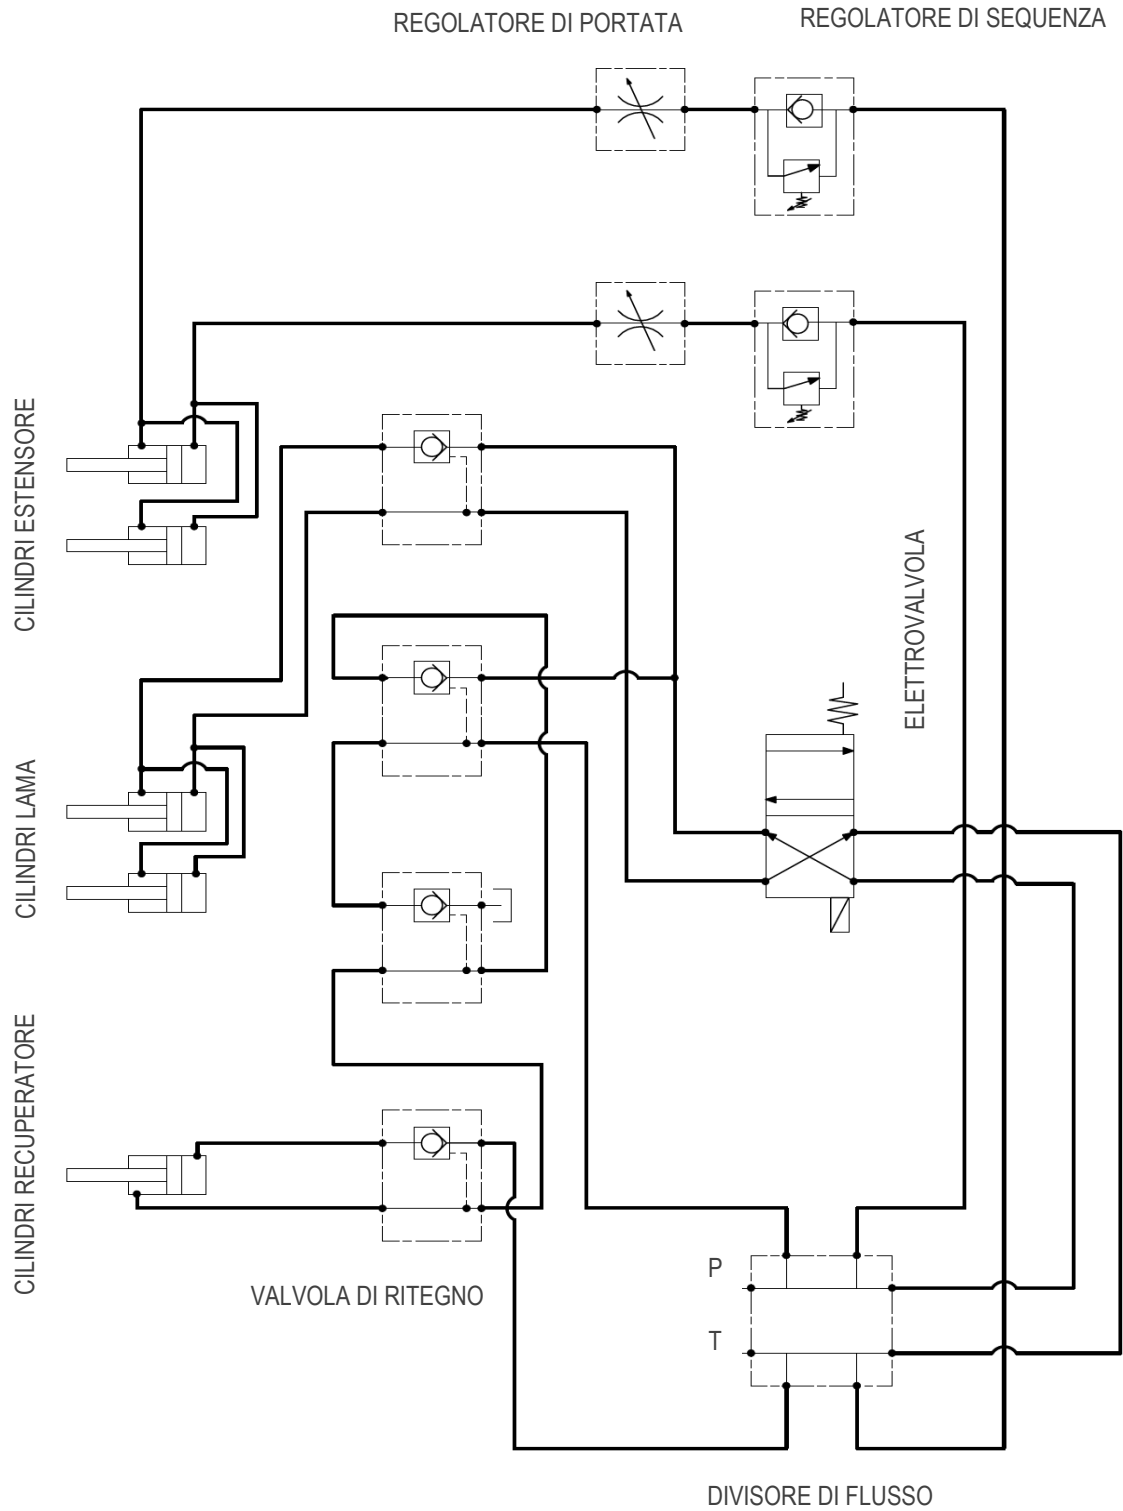 REGOLATORE DI PORTATA
REGOLATORE DI SEQUENZA
CILINDRI ESTENSORE
ELETTROVALVOLA
CILINDRI LAMA
CILINDRI RECUPERATORE
VALVOLA DI RITEGNO
P
T
DIVISORE DI FLUSSO